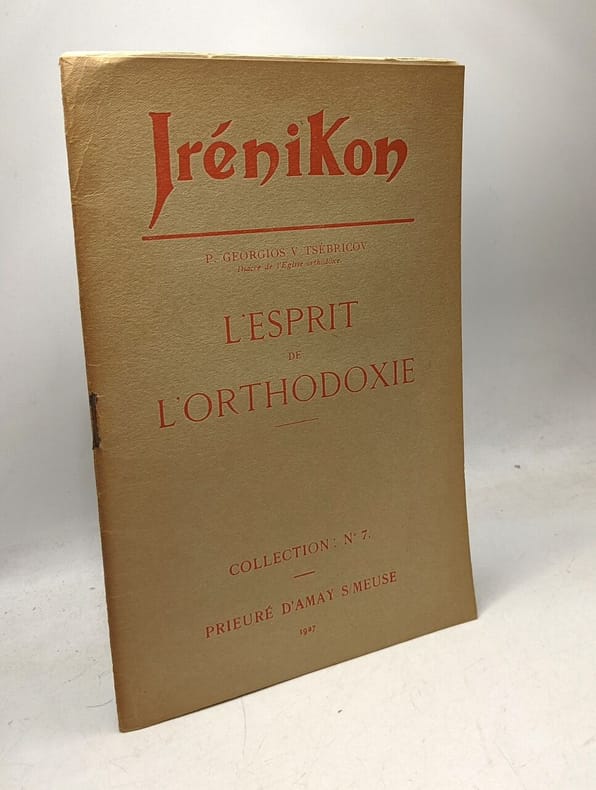 Irénikon
P. GEORGIOS V. TSÉBRICOV
Diacre de l'Église orthodoxe.
L'ESPRIT
DE
L'ORTHODOXIE
COLLECTION : N° 7.
PRIEURÉ D'AMAY S/MEUSE
1927